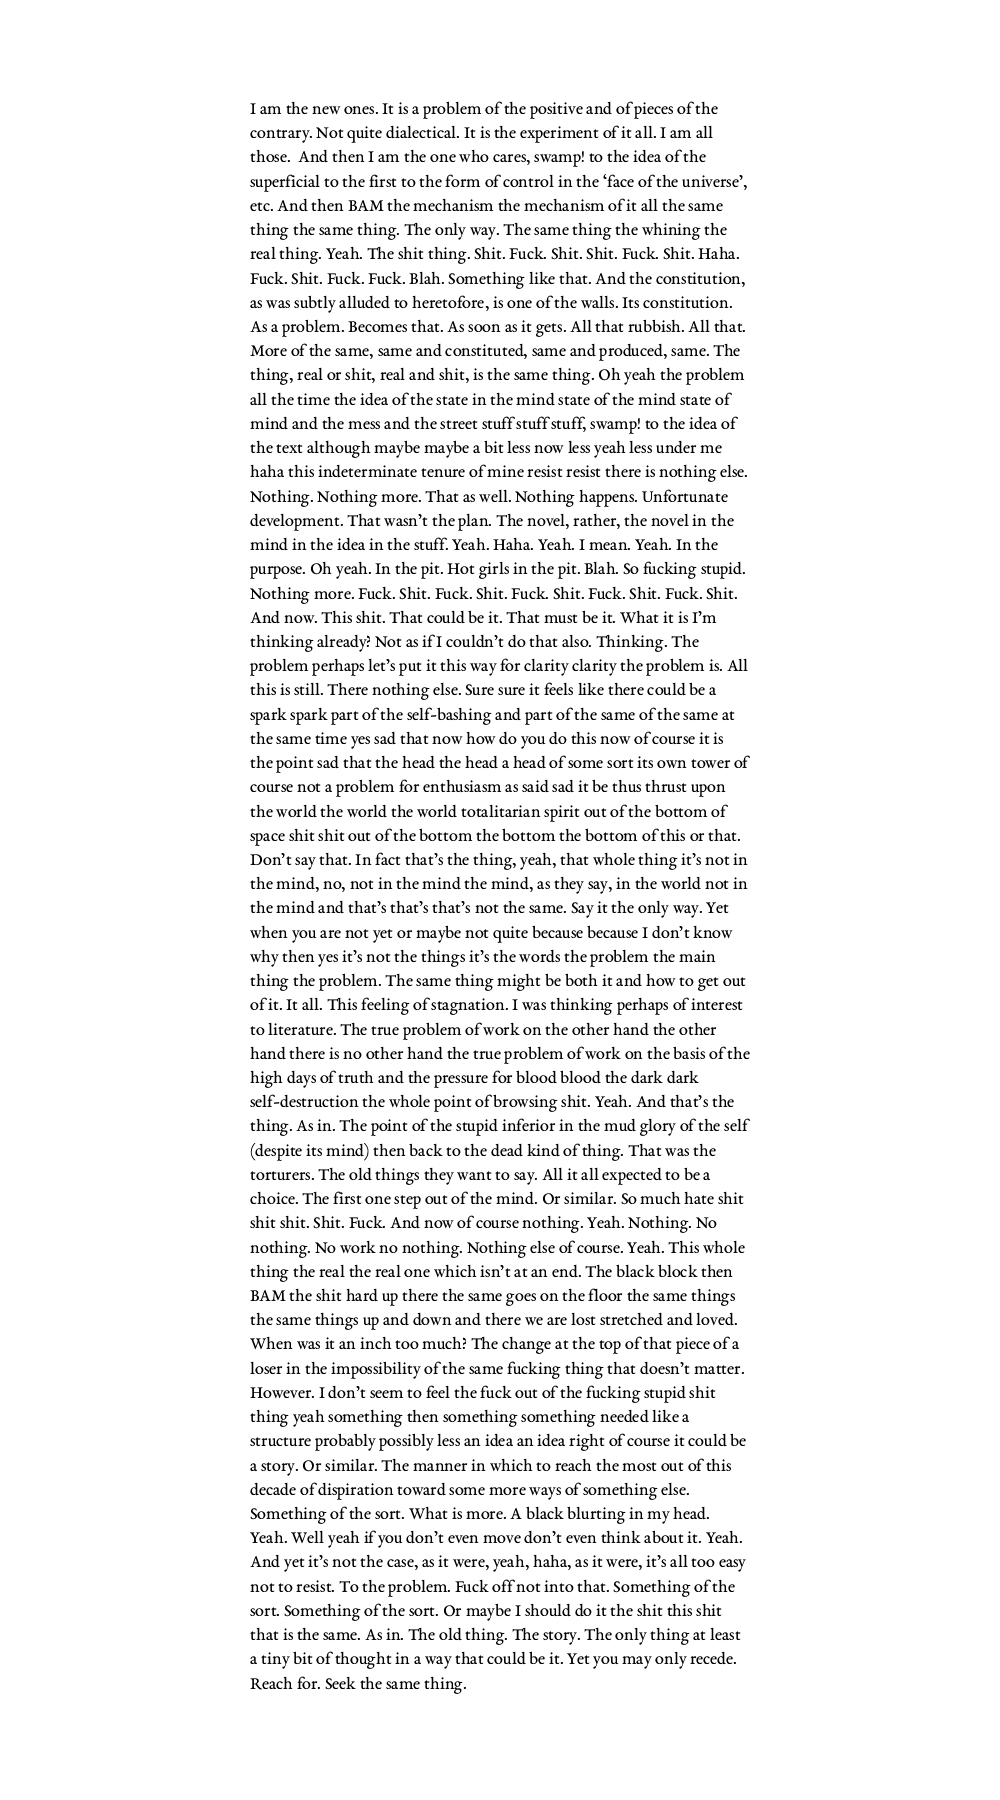 I am the new ones. It is a problem of the positive and of pieces of the
contrary. Not quite dialectical. It is the experiment of it all. I am all
those.  And then I am the one who cares, swamp! to the idea of the
superficial to the first to the form of control in the ‘face of the universe’,
etc. And then BAM the mechanism the mechanism of it all the same
thing the same thing. The only way. The same thing the whining the
real thing. Yeah. The shit thing. Shit. Fuck. Shit. Shit. Fuck. Shit. Haha.
Fuck. Shit. Fuck. Fuck. Blah. Something like that. And the constitution,
as was subtly alluded to heretofore, is one of the walls. Its constitution.
As a problem. Becomes that. As soon as it gets. All that rubbish. All that.
More of the same, same and constituted, same and produced, same. The
thing, real or shit, real and shit, is the same thing. Oh yeah the problem
all the time the idea of the state in the mind state of the mind state of
mind and the mess and the street stuff stuff stuff, swamp! to the idea of
the text although maybe maybe a bit less now less yeah less under me
haha this indeterminate tenure of mine resist resist there is nothing else.
Nothing. Nothing more. That as well. Nothing happens. Unfortunate
development. That wasn’t the plan. The novel, rather, the novel in the
mind in the idea in the stuff. Yeah. Haha. Yeah. I mean. Yeah. In the
purpose. Oh yeah. In the pit. Hot girls in the pit. Blah. So fucking stupid.
Nothing more. Fuck. Shit. Fuck. Shit. Fuck. Shit. Fuck. Shit. Fuck. Shit.
And now. This shit. That could be it. That must be it. What it is I’m
thinking already? Not as if I couldn’t do that also. Thinking. The
problem perhaps let’s put it this way for clarity clarity the problem is. All
this is still. There nothing else. Sure sure it feels like there could be a
spark spark part of the self-bashing and part of the same of the same at
the same time yes sad that now how do you do this now of course it is
the point sad that the head the head a head of some sort its own tower of
course not a problem for enthusiasm as said sad it be thus thrust upon
the world the world the world totalitarian spirit out of the bottom of
space shit shit out of the bottom the bottom the bottom of this or that.
Don’t say that. In fact that’s the thing, yeah, that whole thing it’s not in
the mind, no, not in the mind the mind, as they say, in the world not in
the mind and that’s that’s that’s not the same. Say it the only way. Yet
when you are not yet or maybe not quite because because I don’t know
why then yes it’s not the things it’s the words the problem the main
thing the problem. The same thing might be both it and how to get out
of it. It all. This feeling of stagnation. I was thinking perhaps of interest
to literature. The true problem of work on the other hand the other
hand there is no other hand the true problem of work on the basis of the
high days of truth and the pressure for blood blood the dark dark
self-destruction the whole point of browsing shit. Yeah. And that’s the
thing. As in. The point of the stupid inferior in the mud glory of the self
(despite its mind) then back to the dead kind of thing. That was the
torturers. The old things they want to say. All it all expected to be a
choice. The first one step out of the mind. Or similar. So much hate shit
shit shit. Shit. Fuck. And now of course nothing. Yeah. Nothing. No
nothing. No work no nothing. Nothing else of course. Yeah. This whole
thing the real the real one which isn’t at an end. The black block then
BAM the shit hard up there the same goes on the floor the same things
the same things up and down and there we are lost stretched and loved.
When was it an inch too much? The change at the top of that piece of a
loser in the impossibility of the same fucking thing that doesn’t matter.
However. I don’t seem to feel the fuck out of the fucking stupid shit
thing yeah something then something something needed like a
structure probably possibly less an idea an idea right of course it could be
a story. Or similar. The manner in which to reach the most out of this
decade of dispiration toward some more ways of something else.
Something of the sort. What is more. A black blurting in my head.
Yeah. Well yeah if you don’t even move don’t even think about it. Yeah.
And yet it’s not the case, as it were, yeah, haha, as it were, it’s all too easy
not to resist. To the problem. Fuck off not into that. Something of the
sort. Something of the sort. Or maybe I should do it the shit this shit
that is the same. As in. The old thing. The story. The only thing at least
a tiny bit of thought in a way that could be it. Yet you may only recede.
Reach for. Seek the same thing.